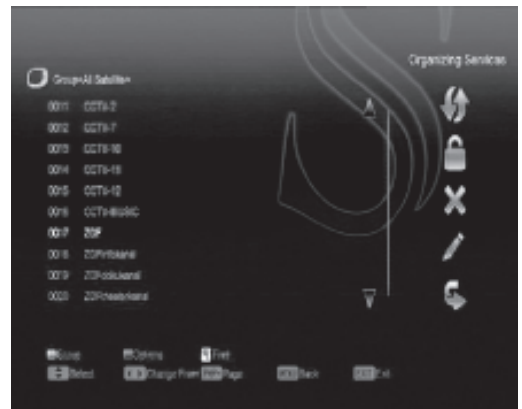 Organizing Services
Group<All Satellite>
0011 CCTV-2
0012 CCTV-7
0013 CCTV-10
0014 CCTV-11
0015 CCTV-12
0016 CCTV-MUSIC
0017 ZDF
0018 ZDFinfokanal
0019 ZDFdokukanal
0020 ZDFtheaterkanal
Group Options Find
Select Change From Page Back Exit